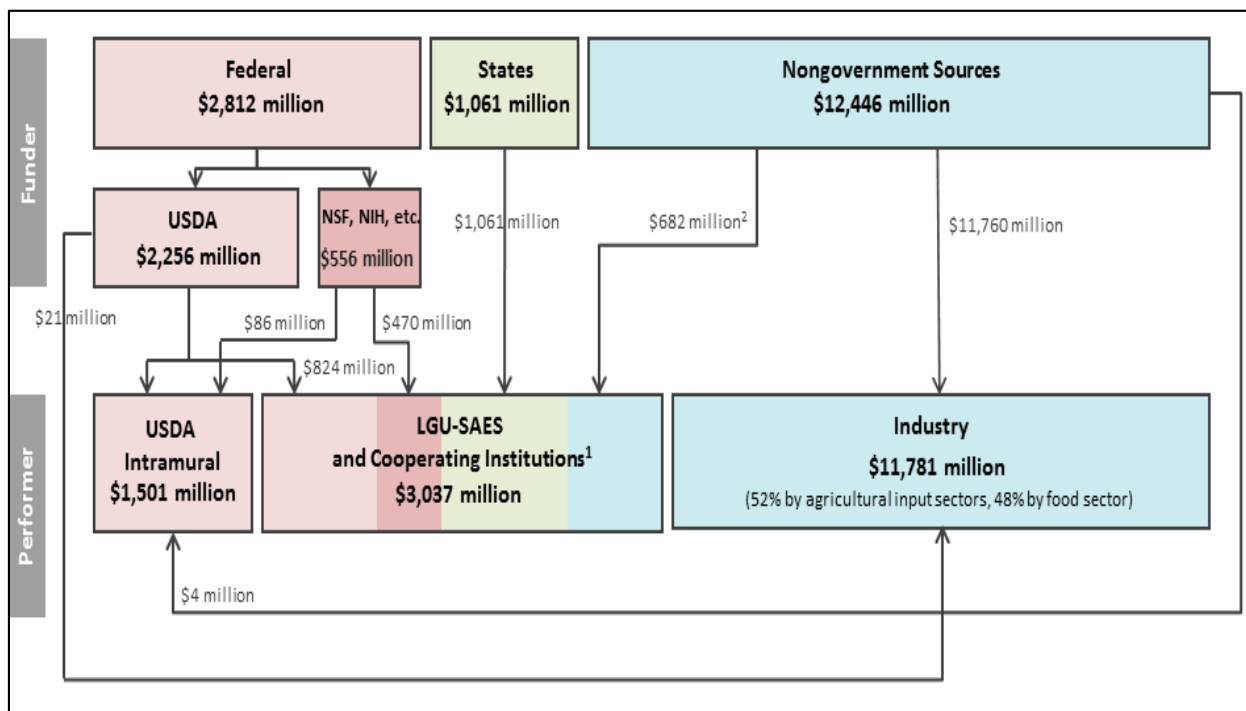 Funder
Federal
$2,812 million
States
$1,061 million
Nongovernment Sources
$12,446 million
USDA
$2,256 million
NSF, NIH, etc.
$556 million
$1,061 million
$682 million²
$11,760 million
$21 million
$86 million
$470 million
$824 million
Performer
USDA
Intramural
$1,501 million
LGU-SAES
and Cooperating Institutions¹
$3,037 million
Industry
$11,781 million
(52% by agricultural input sectors, 48% by food sector)
$4 million